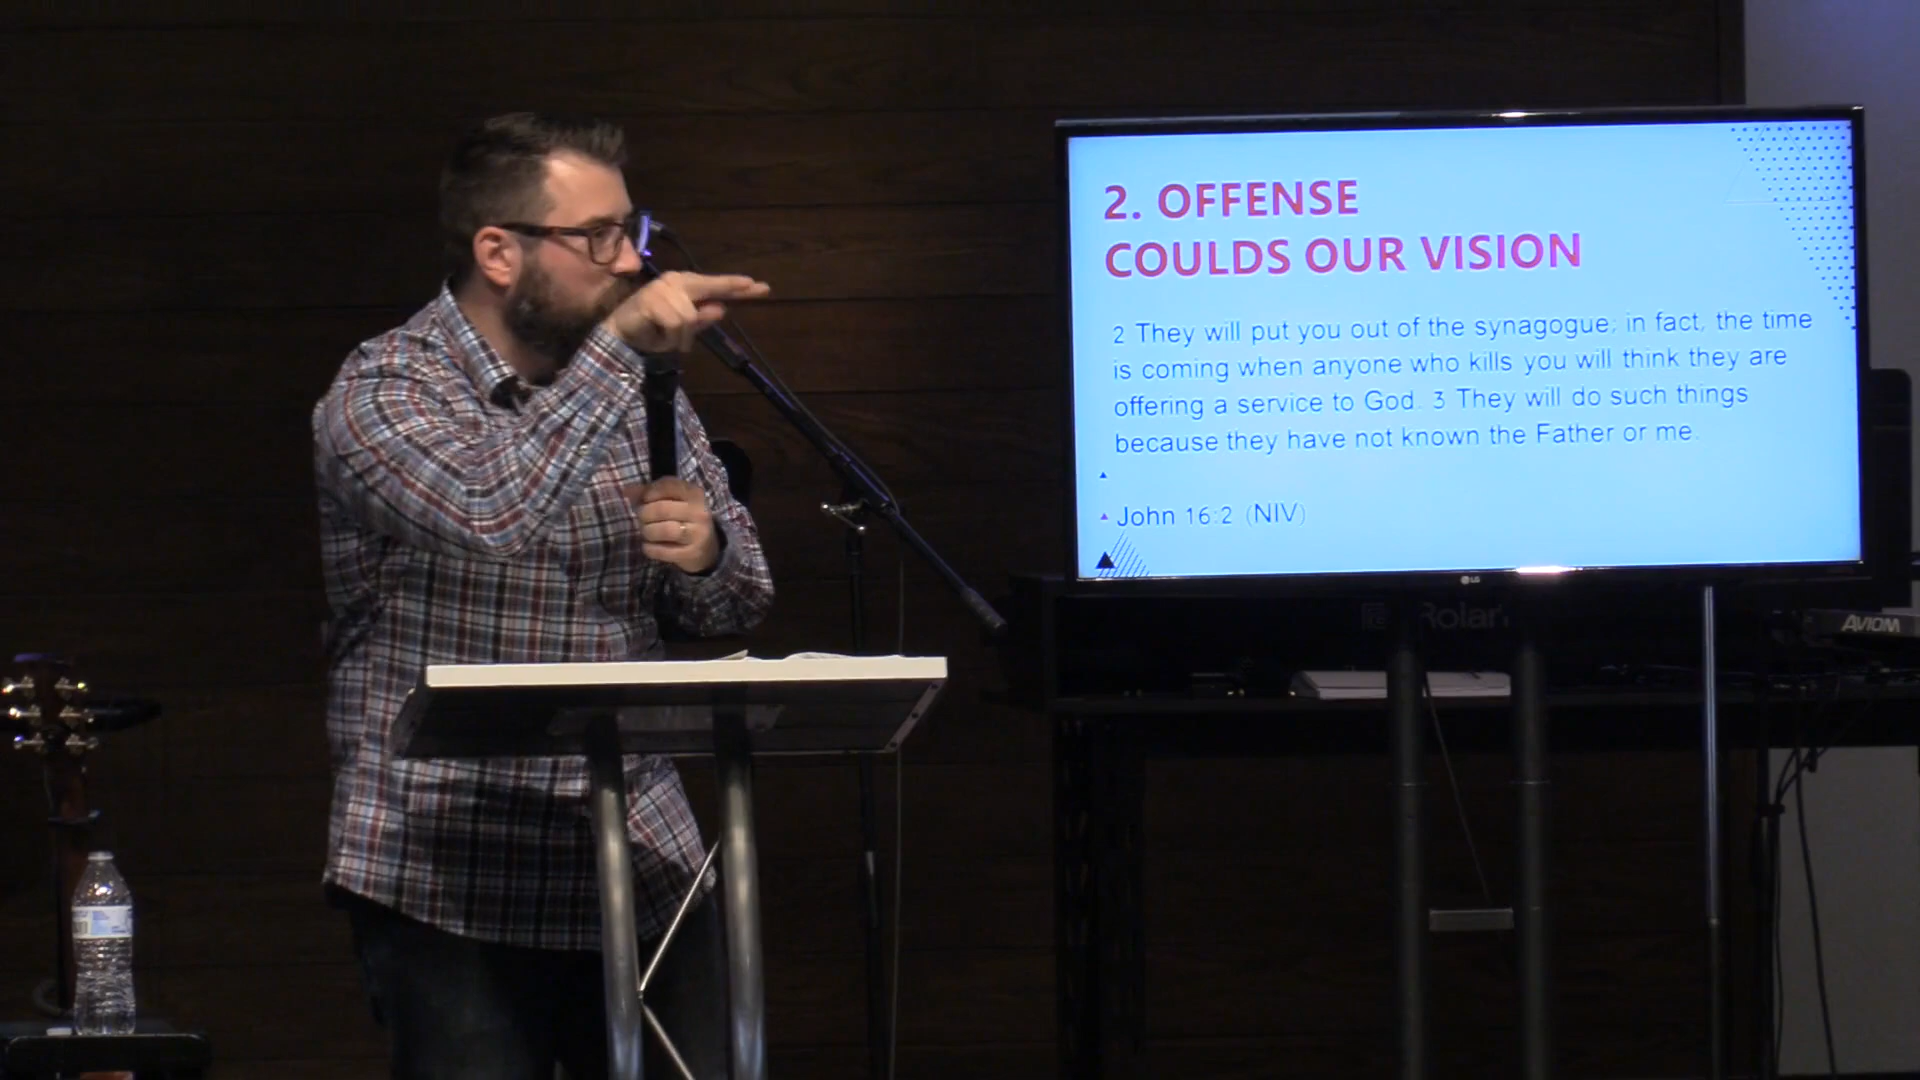 2. OFFENSE
COULDS OUR VISION
2 They will put you out of the synagogue; in fact, the time
is coming when anyone who kills you will think they are
offering a service to God. 3 They will do such things
because they have not known the Father or me.
John 16:2 (NIV)
LG
Roland
AVIOM